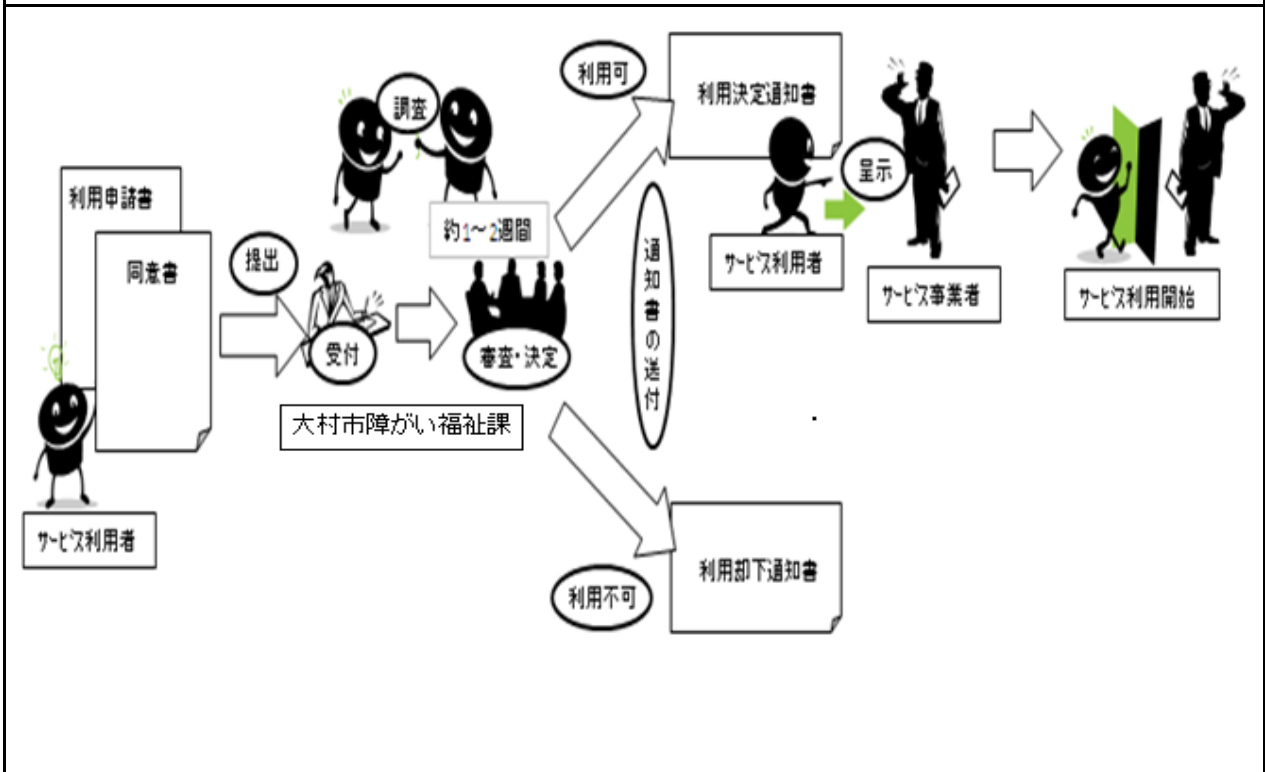 利用申請書
同意書
サービス利用者
提出
受付
大村市障がい福祉課
調査
約1～2週間
審査・決定
利用可
利用決定通知書
通知書の送付
サービス利用者
呈示
サービス事業者
サービス利用開始
利用不可
利用却下通知書